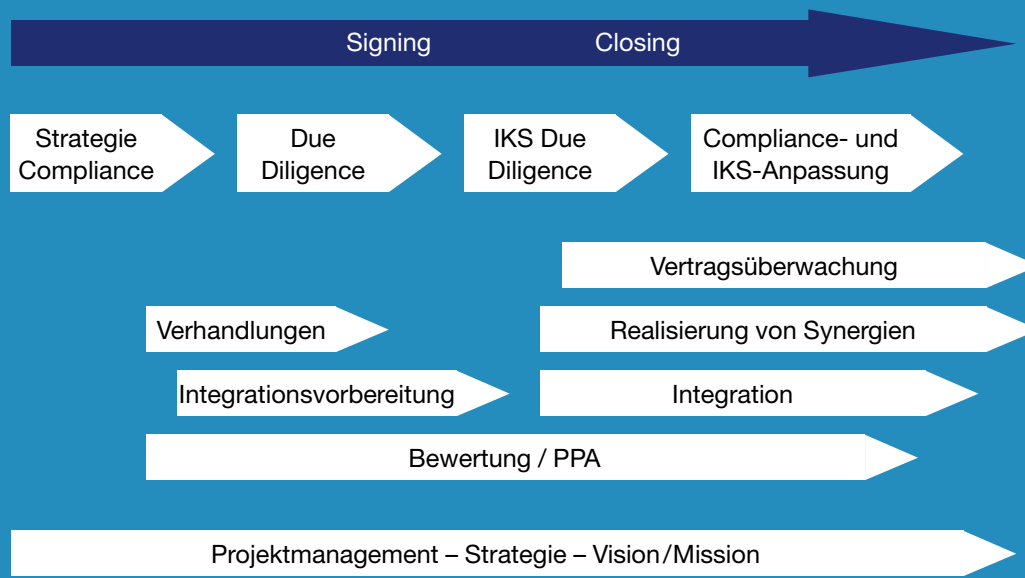 Signing Closing
Strategie
Compliance
Due
Diligence
IKS Due
Diligence
Compliance- und
IKS-Anpassung
Vertragsüberwachung
Verhandlungen
Realisierung von Synergien
Integrationsvorbereitung
Integration
Bewertung / PPA
Projektmanagement – Strategie – Vision/Mission